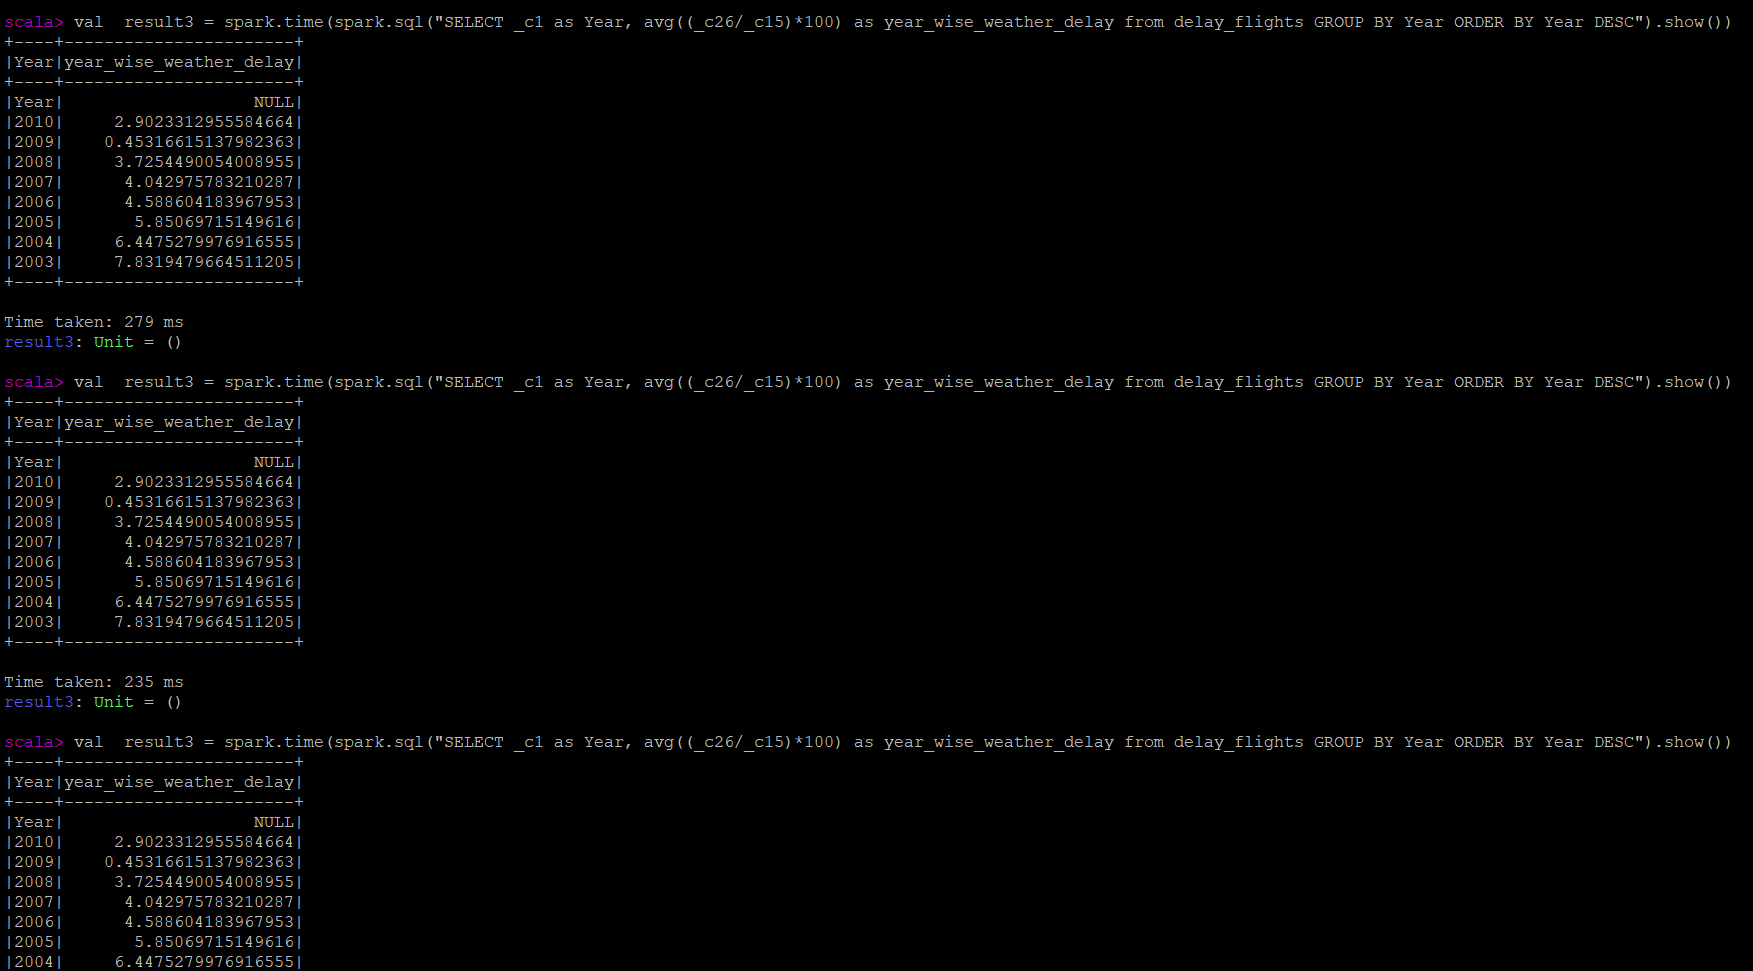 scala> val  result3 = spark.time(spark.sql("SELECT _c1 as Year, avg((_c26/_c15)*100) as year_wise_weather_delay from delay_flights GROUP BY Year ORDER BY Year DESC").show())
+----+-----------------------+
|Year|year_wise_weather_delay|
+----+-----------------------+
|Year|                   NULL|
|2010|     2.9023312955584664|
|2009|    0.45316615137982363|
|2008|     3.7254490054008955|
|2007|      4.042975783210287|
|2006|      4.588604183967953|
|2005|       5.85069715149616|
|2004|     6.4475279976916555|
|2003|     7.8319479664511205|
+----+-----------------------+

Time taken: 279 ms
result3: Unit = ()

scala> val  result3 = spark.time(spark.sql("SELECT _c1 as Year, avg((_c26/_c15)*100) as year_wise_weather_delay from delay_flights GROUP BY Year ORDER BY Year DESC").show())
+----+-----------------------+
|Year|year_wise_weather_delay|
+----+-----------------------+
|Year|                   NULL|
|2010|     2.9023312955584664|
|2009|    0.45316615137982363|
|2008|     3.7254490054008955|
|2007|      4.042975783210287|
|2006|      4.588604183967953|
|2005|       5.85069715149616|
|2004|     6.4475279976916555|
|2003|     7.8319479664511205|
+----+-----------------------+

Time taken: 235 ms
result3: Unit = ()

scala> val  result3 = spark.time(spark.sql("SELECT _c1 as Year, avg((_c26/_c15)*100) as year_wise_weather_delay from delay_flights GROUP BY Year ORDER BY Year DESC").show())
+----+-----------------------+
|Year|year_wise_weather_delay|
+----+-----------------------+
|Year|                   NULL|
|2010|     2.9023312955584664|
|2009|    0.45316615137982363|
|2008|     3.7254490054008955|
|2007|      4.042975783210287|
|2006|      4.588604183967953|
|2005|       5.85069715149616|
|2004|     6.4475279976916555|